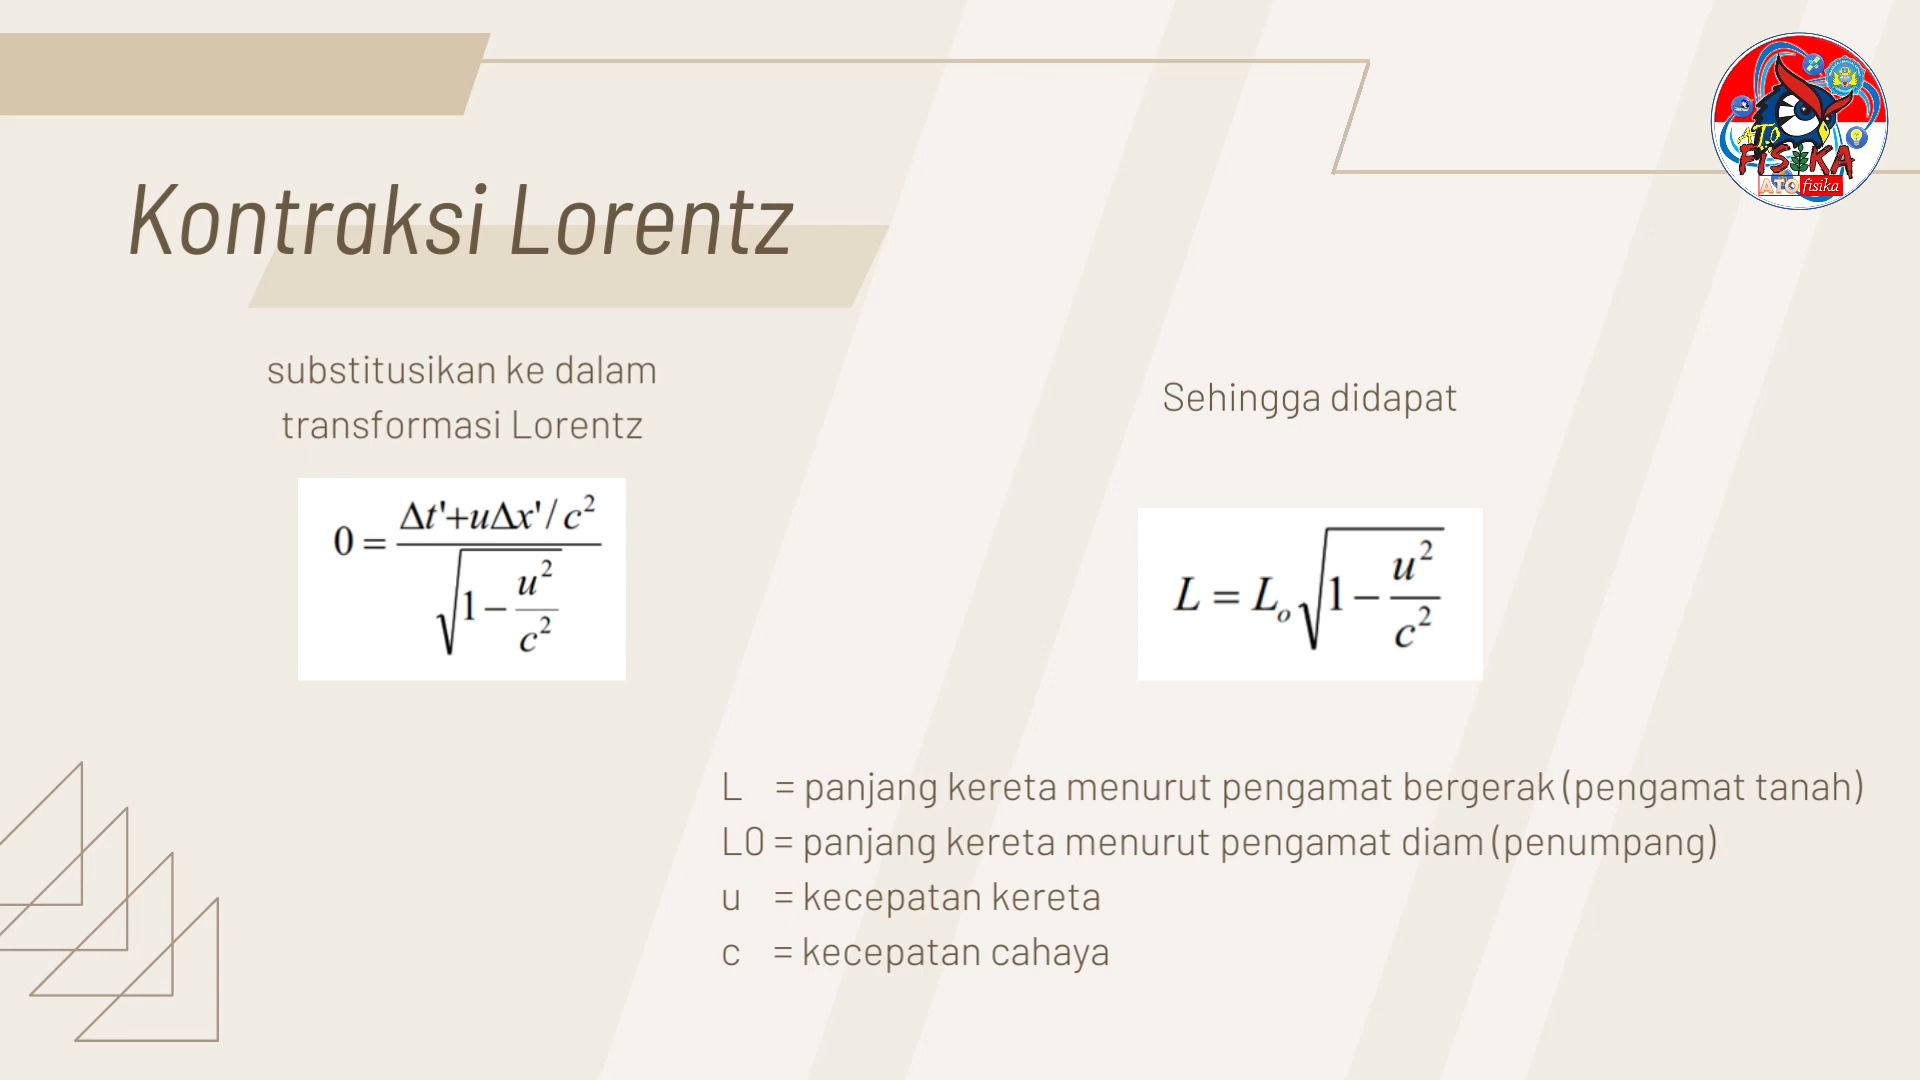 ATO
FISIKA
ATO fisika
Kontraksi Lorentz
substitusikan ke dalam
transformasi Lorentz
0 = (Δt'+uΔx'/c²) / √(1 − u²/c²)
Sehingga didapat
L = Lₒ √(1 − u²/c²)
L = panjang kereta menurut pengamat bergerak (pengamat tanah)
L0 = panjang kereta menurut pengamat diam (penumpang)
u = kecepatan kereta
c = kecepatan cahaya